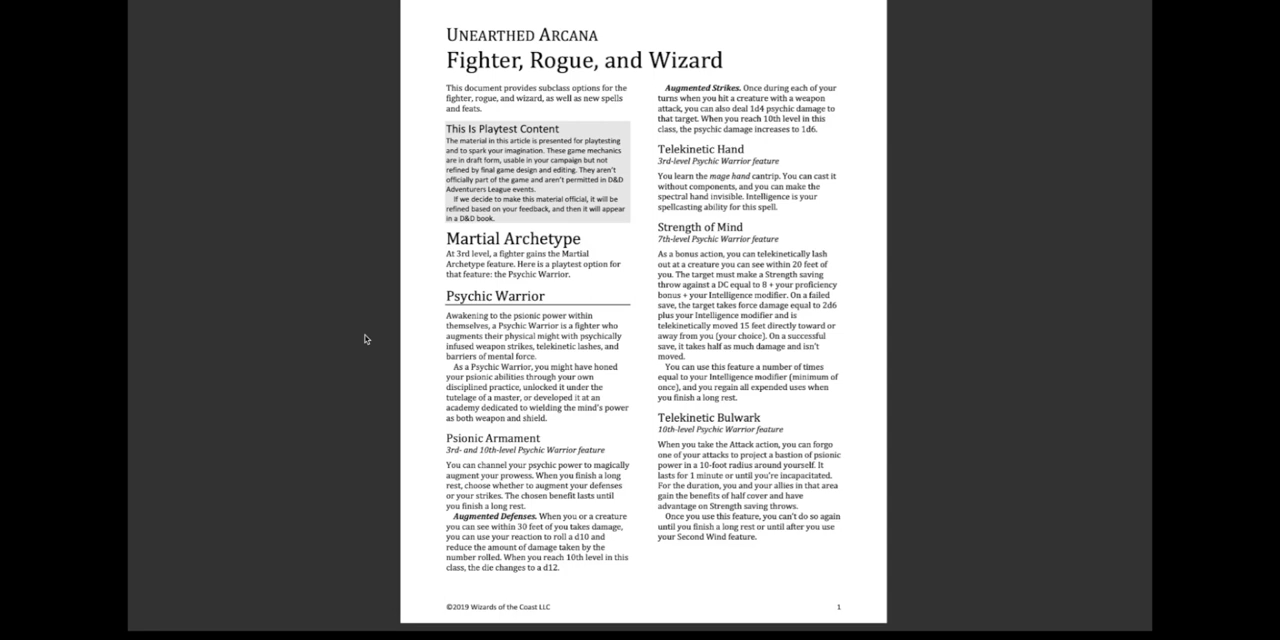 UNEARTHED ARCANA
Fighter, Rogue, and Wizard
This document provides subclass options for the
fighter, rogue, and wizard, as well as new spells
and feats.
This Is Playtest Content
The material in this article is presented for playtesting
and to spark your imagination. These game mechanics
are in draft form, usable in your campaign but not
refined by final game design and editing. They aren't
officially part of the game and aren't permitted in D&D
Adventurers League events.
If we decide to make this material official, it will be
refined based on your feedback, and then it will appear
in a D&D book.
Martial Archetype
At 3rd level, a fighter gains the Martial
Archetype feature. Here is a playtest option for
that feature: the Psychic Warrior.
Psychic Warrior
Awakening to the psionic power within
themselves, a Psychic Warrior is a fighter who
augments their physical might with psychically
infused weapon strikes, telekinetic lashes, and
barriers of mental force.
As a Psychic Warrior, you might have honed
your psionic abilities through your own
disciplined practice, unlocked it under the
tutelage of a master, or developed it at an
academy dedicated to wielding the mind's power
as both weapon and shield.
Psionic Armament
3rd- and 10th-level Psychic Warrior feature
You can channel your psychic power to magically
augment your prowess. When you finish a long
rest, choose whether to augment your defenses
or your strikes. The chosen benefit lasts until
you finish a long rest.
Augmented Defenses. When you or a creature
you can see within 30 feet of you takes damage,
you can use your reaction to roll a d10 and
reduce the amount of damage taken by the
number rolled. When you reach 10th level in this
class, the die changes to a d12.
Augmented Strikes. Once during each of your
turns when you hit a creature with a weapon
attack, you can also deal 1d4 psychic damage to
that target. When you reach 10th level in this
class, the psychic damage increases to 1d6.
Telekinetic Hand
3rd-level Psychic Warrior feature
You learn the mage hand cantrip. You can cast it
without components, and you can make the
spectral hand invisible. Intelligence is your
spellcasting ability for this spell.
Strength of Mind
7th-level Psychic Warrior feature
As a bonus action, you can telekinetically lash
out at a creature you can see within 20 feet of
you. The target must make a Strength saving
throw against a DC equal to 8 + your proficiency
bonus + your Intelligence modifier. On a failed
save, the target takes force damage equal to 2d6
plus your Intelligence modifier and is
telekinetically moved 15 feet directly toward or
away from you (your choice). On a successful
save, it takes half as much damage and isn't
moved.
You can use this feature a number of times
equal to your Intelligence modifier (minimum of
once), and you regain all expended uses when
you finish a long rest.
Telekinetic Bulwark
10th-level Psychic Warrior feature
When you take the Attack action, you can forgo
one of your attacks to project a bastion of psionic
power in a 10-foot radius around yourself. It
lasts for 1 minute or until you're incapacitated.
For the duration, you and your allies in that area
gain the benefits of half cover and have
advantage on Strength saving throws.
Once you use this feature, you can't do so again
until you finish a long rest or until after you use
your Second Wind feature.
©2019 Wizards of the Coast LLC
1